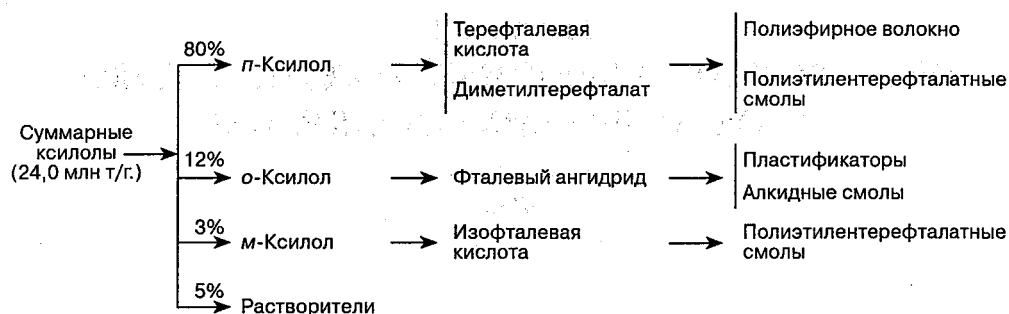 80%
п-Ксилол
Терефталевая
кислота
Диметилтерефталат
Полиэфирное волокно
Полиэтилентерефталатные
смолы
Суммарные
ксилолы
(24,0 млн т/г.)
12%
о-Ксилол
Фталевый ангидрид
Пластификаторы
Алкидные смолы
3%
м-Ксилол
Изофталевая
кислота
Полиэтилентерефталатные
смолы
5%
Растворители